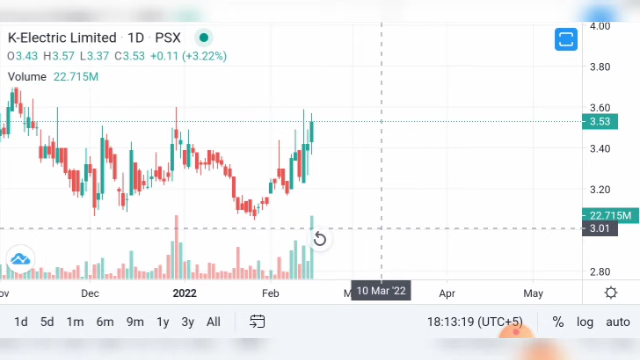 K-Electric Limited · 1D · PSX
O3.43 H3.57 L3.37 C3.53 +0.11 (+3.22%)
Volume 22.715M
4.00
3.80
3.60
3.53
3.40
3.20
22.715M
3.01
2.80
Dec 2022 Feb 10 Mar '22 Apr May
1d 5d 1m 6m 9m 1y 3y All 18:13:19 (UTC+5) % log auto